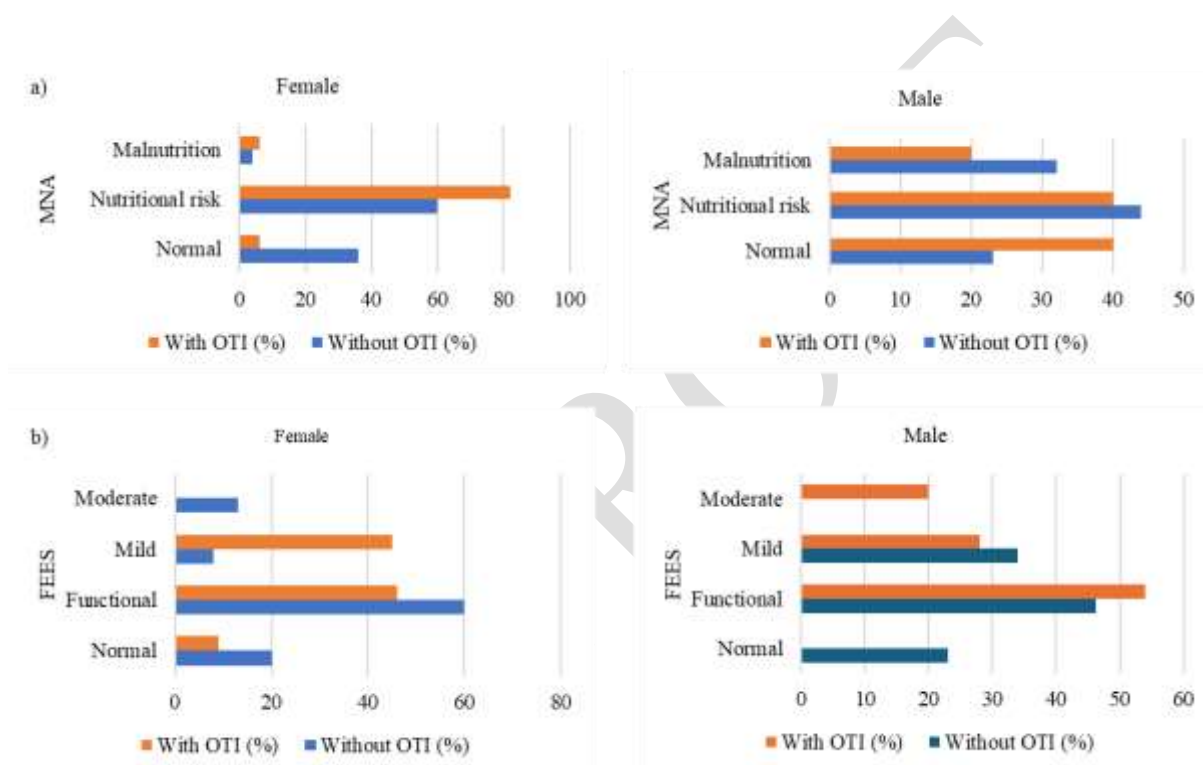 a)
Female
MNA
Malnutrition
Nutritional risk
Normal
0 20 40 60 80 100
With OTI (%) Without OTI (%)
Male
MNA
Malnutrition
Nutritional risk
Normal
0 10 20 30 40 50
With OTI (%) Without OTI (%)
b)
Female
FEES
Moderate
Mild
Functional
Normal
0 20 40 60 80
With OTI (%) Without OTI (%)
Male
FEES
Moderate
Mild
Functional
Normal
0 10 20 30 40 50 60
With OTI (%) Without OTI (%)